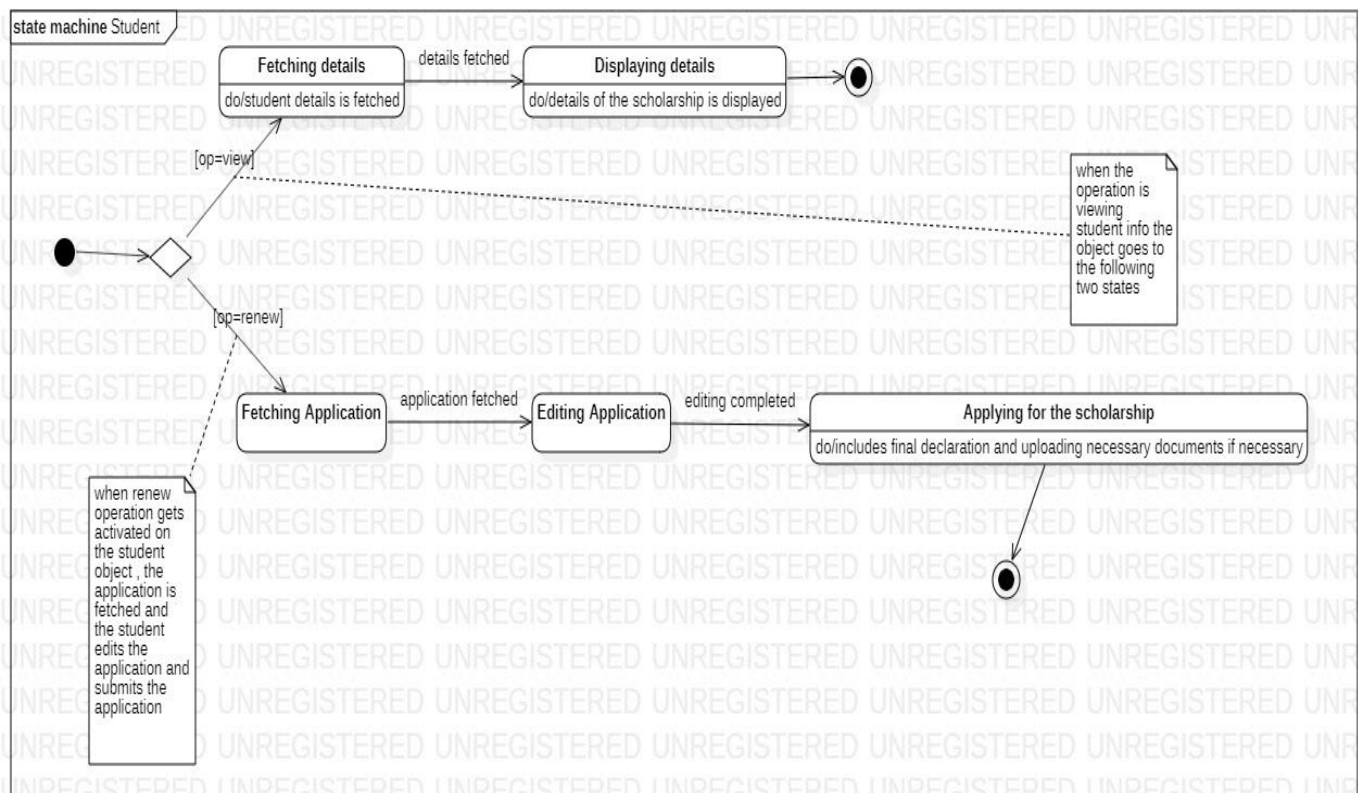 state machine Student
Fetching details
do/student details is fetched
details fetched
Displaying details
do/details of the scholarship is displayed
[op=view]
when the
operation is
viewing
student info the
object goes to
the following
two states
[op=renew]
Fetching Application
application fetched
Editing Application
editing completed
Applying for the scholarship
do/includes final declaration and uploading necessary documents if necessary
when renew
operation gets
activated on
the student
object , the
application is
fetched and
the student
edits the
application and
submits the
application
UNREGISTERED